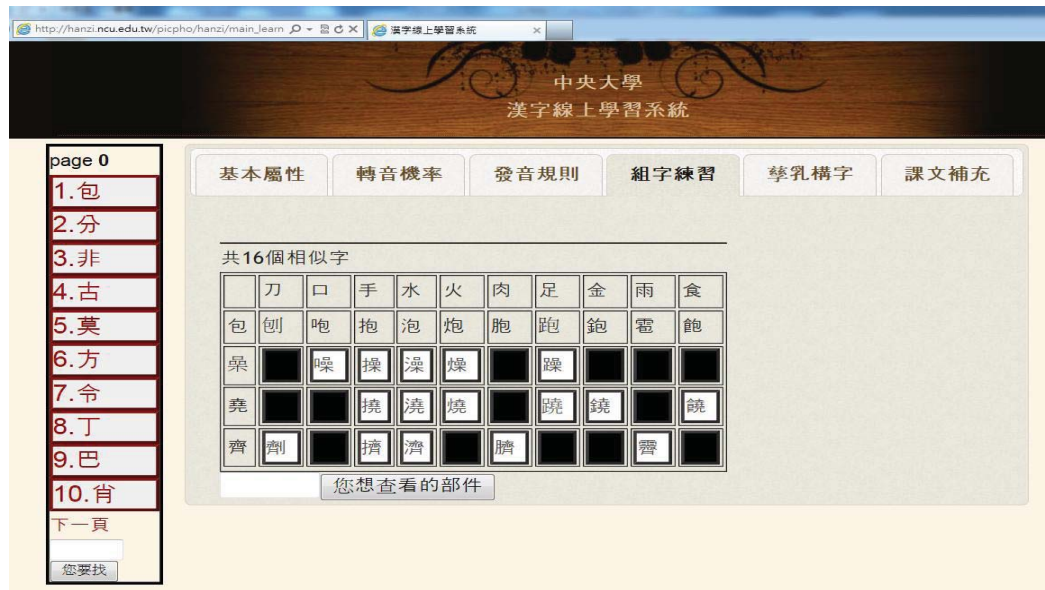 http://hanzi.ncu.edu.tw/picpho/hanzi/main_learn
漢字線上學習系統
中央大學
漢字線上學習系統
page 0
1.包
2.分
3.非
4.古
5.莫
6.方
7.令
8.丁
9.巴
10.肖
下一頁
您要找
基本屬性 轉音機率 發音規則 組字練習 孳乳構字 課文補充
共16個相似字
刀 口 手 水 火 肉 足 金 雨 食
包 刨 咆 抱 泡 炮 胞 跑 鉋 雹 飽
喿 噪 操 澡 燥 躁
堯 撓 澆 燒 蹺 鐃 饒
齊 劑 擠 濟 臍 霽
您想查看的部件